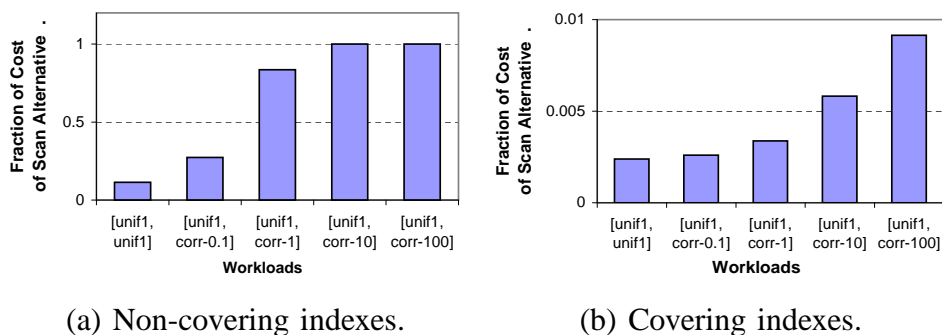 Fraction of Cost
of Scan Alternative .
1
0.5
0
[unif1,
unif1]
[unif1,
corr-0.1]
[unif1,
corr-1]
[unif1,
corr-10]
[unif1,
corr-100]
Workloads
(a) Non-covering indexes.
Fraction of Cost
of Scan Alternative .
0.01
0.005
0
[unif1,
unif1]
[unif1,
corr-0.1]
[unif1,
corr-1]
[unif1,
corr-10]
[unif1,
corr-100]
Workloads
(b) Covering indexes.